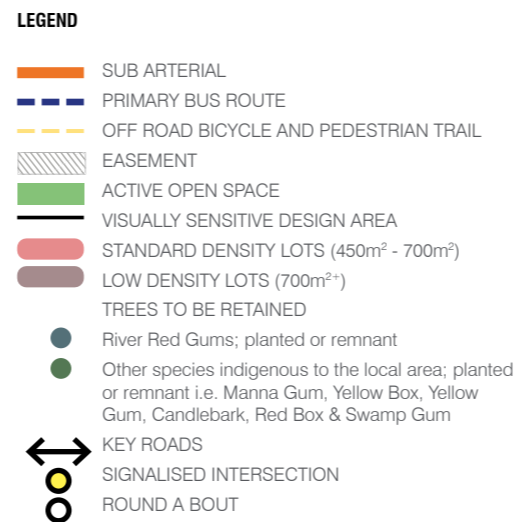 LEGEND
SUB ARTERIAL
PRIMARY BUS ROUTE
OFF ROAD BICYCLE AND PEDESTRIAN TRAIL
EASEMENT
ACTIVE OPEN SPACE
VISUALLY SENSITIVE DESIGN AREA
STANDARD DENSITY LOTS (450m² - 700m²)
LOW DENSITY LOTS (700m²⁺)
TREES TO BE RETAINED
River Red Gums; planted or remnant
Other species indigenous to the local area; planted
or remnant i.e. Manna Gum, Yellow Box, Yellow
Gum, Candlebark, Red Box & Swamp Gum
KEY ROADS
SIGNALISED INTERSECTION
ROUND A BOUT